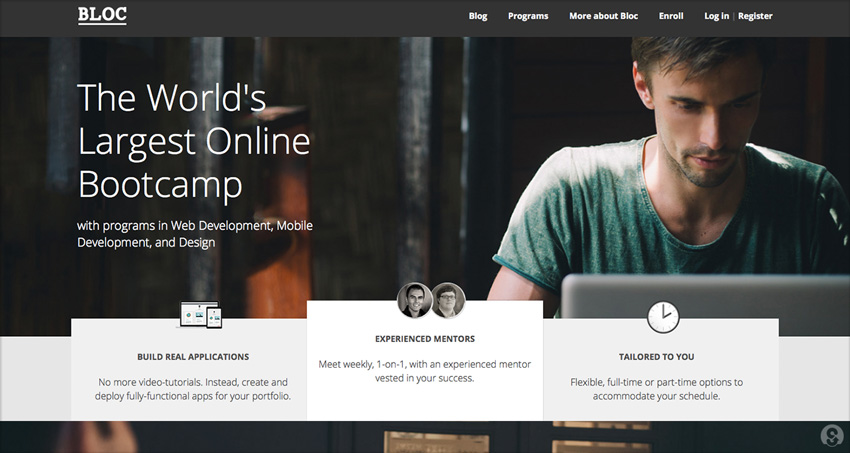 BLOC
Blog Programs More about Bloc Enroll Log in | Register
The World's
Largest Online
Bootcamp
with programs in Web Development, Mobile
Development, and Design
BUILD REAL APPLICATIONS
No more video-tutorials. Instead, create and
deploy fully-functional apps for your portfolio.
EXPERIENCED MENTORS
Meet weekly, 1-on-1, with an experienced mentor
vested in your success.
TAILORED TO YOU
Flexible, full-time or part-time options to
accommodate your schedule.